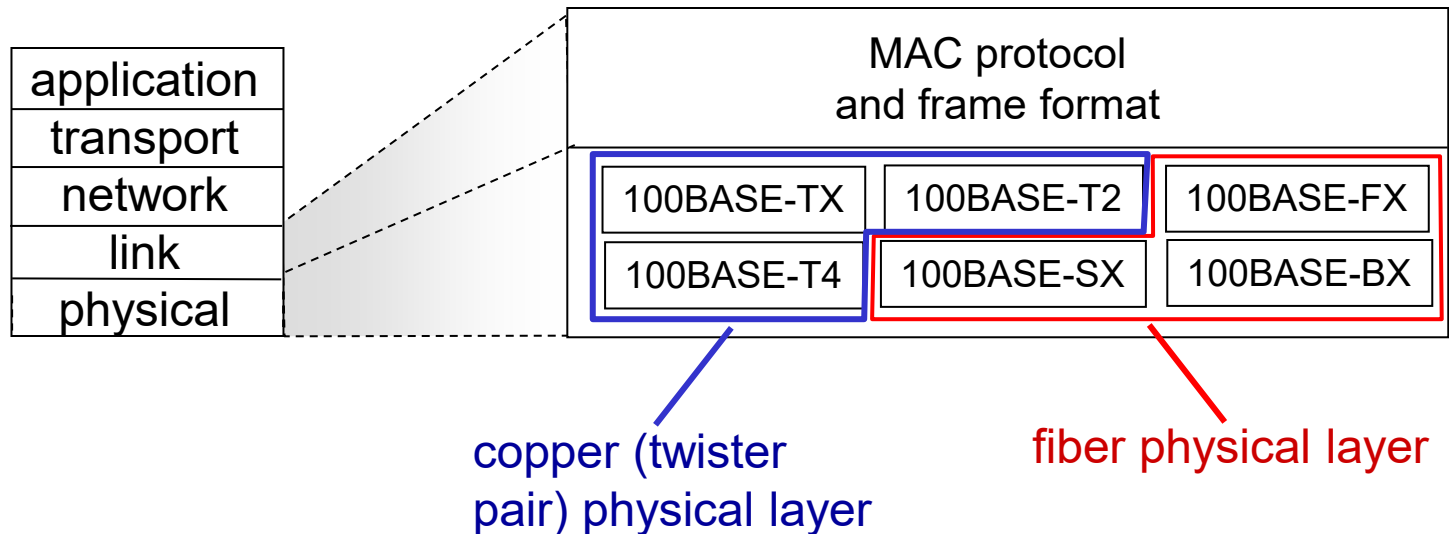 application
transport
network
link
physical
MAC protocol
and frame format
100BASE-TX
100BASE-T2
100BASE-FX
100BASE-T4
100BASE-SX
100BASE-BX
copper (twister
pair) physical layer
fiber physical layer